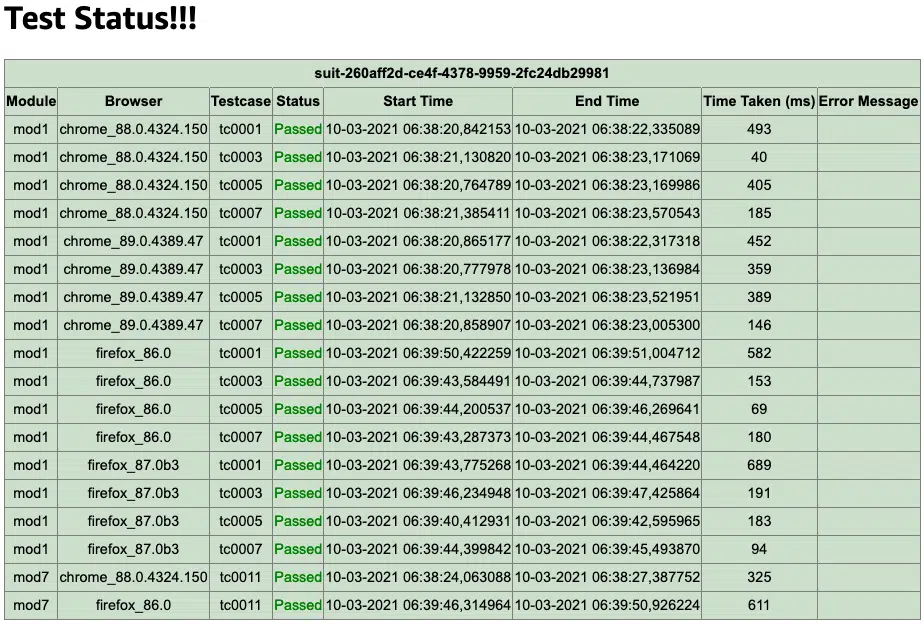 Test Status!!!
suit-260aff2d-ce4f-4378-9959-2fc24db29981
Module Browser Testcase Status Start Time End Time Time Taken (ms) Error Message
mod1 chrome_88.0.4324.150 tc0001 Passed 10-03-2021 06:38:20,842153 10-03-2021 06:38:22,335089 493
mod1 chrome_88.0.4324.150 tc0003 Passed 10-03-2021 06:38:21,130820 10-03-2021 06:38:23,171069 40
mod1 chrome_88.0.4324.150 tc0005 Passed 10-03-2021 06:38:20,764789 10-03-2021 06:38:23,169986 405
mod1 chrome_88.0.4324.150 tc0007 Passed 10-03-2021 06:38:21,385411 10-03-2021 06:38:23,570543 185
mod1 chrome_89.0.4389.47 tc0001 Passed 10-03-2021 06:38:20,865177 10-03-2021 06:38:22,317318 452
mod1 chrome_89.0.4389.47 tc0003 Passed 10-03-2021 06:38:20,777978 10-03-2021 06:38:23,136984 359
mod1 chrome_89.0.4389.47 tc0005 Passed 10-03-2021 06:38:21,132850 10-03-2021 06:38:23,521951 389
mod1 chrome_89.0.4389.47 tc0007 Passed 10-03-2021 06:38:20,858907 10-03-2021 06:38:23,005300 146
mod1 firefox_86.0 tc0001 Passed 10-03-2021 06:39:50,422259 10-03-2021 06:39:51,004712 582
mod1 firefox_86.0 tc0003 Passed 10-03-2021 06:39:43,584491 10-03-2021 06:39:44,737987 153
mod1 firefox_86.0 tc0005 Passed 10-03-2021 06:39:44,200537 10-03-2021 06:39:46,269641 69
mod1 firefox_86.0 tc0007 Passed 10-03-2021 06:39:43,287373 10-03-2021 06:39:44,467548 180
mod1 firefox_87.0b3 tc0001 Passed 10-03-2021 06:39:43,775268 10-03-2021 06:39:44,464220 689
mod1 firefox_87.0b3 tc0003 Passed 10-03-2021 06:39:46,234948 10-03-2021 06:39:47,425864 191
mod1 firefox_87.0b3 tc0005 Passed 10-03-2021 06:39:40,412931 10-03-2021 06:39:42,595965 183
mod1 firefox_87.0b3 tc0007 Passed 10-03-2021 06:39:44,399842 10-03-2021 06:39:45,493870 94
mod7 chrome_88.0.4324.150 tc0011 Passed 10-03-2021 06:38:24,063088 10-03-2021 06:38:27,387752 325
mod7 firefox_86.0 tc0011 Passed 10-03-2021 06:39:46,314964 10-03-2021 06:39:50,926224 611